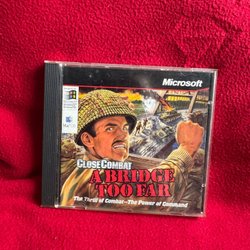 Microsoft
CLOSE COMBAT
A BRIDGE
TOO FAR
The Thrill of Combat—The Power of Command